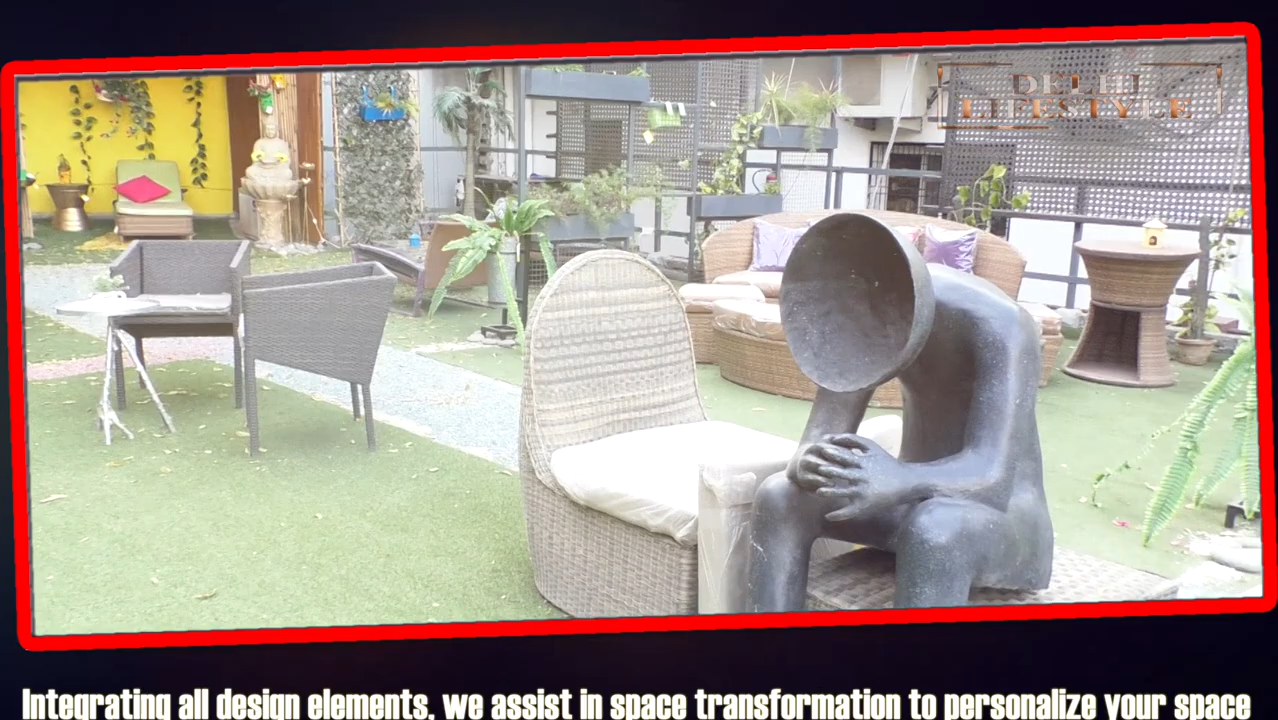 DELHI
LIFESTYLE
Integrating all design elements, we assist in space transformation to personalize your space